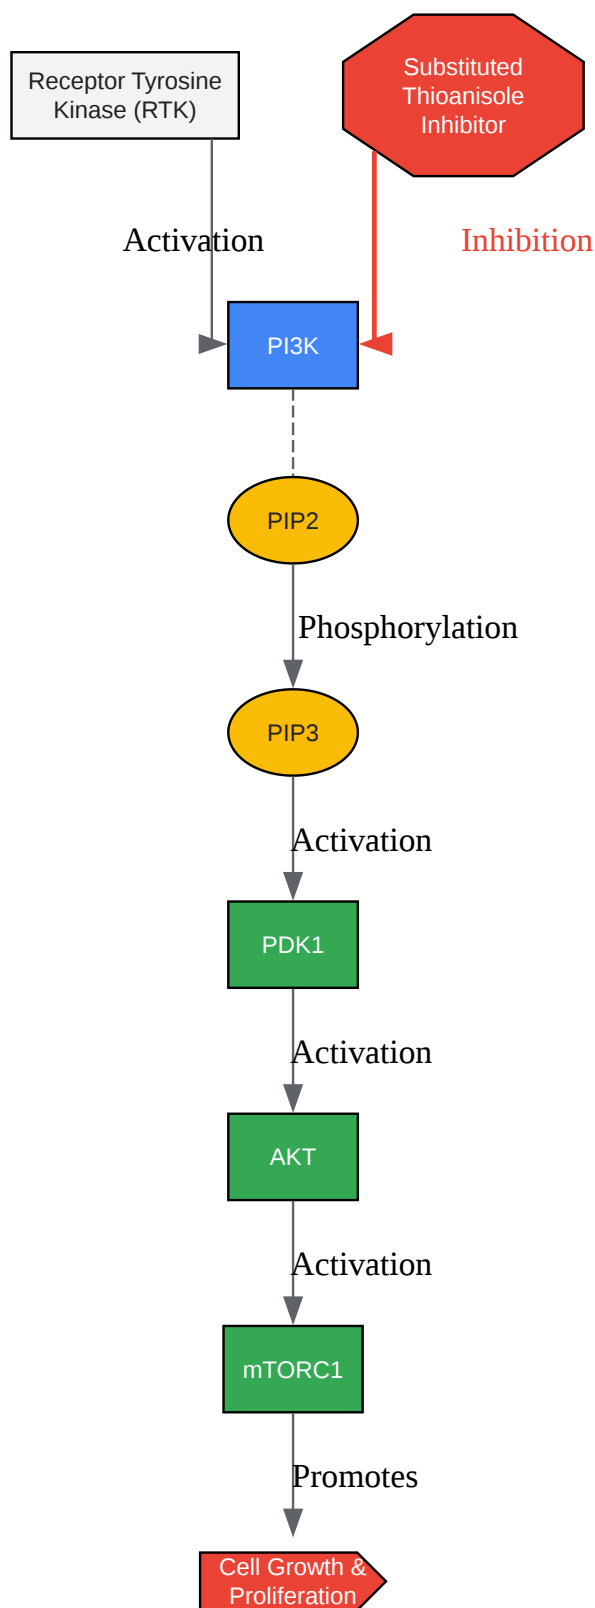 Receptor Tyrosine
Kinase (RTK)
Substituted
Thioanisole
Inhibitor
Activation
Inhibition
PI3K
PIP2
Phosphorylation
PIP3
Activation
PDK1
Activation
AKT
Activation
mTORC1
Promotes
Cell Growth &
Proliferation